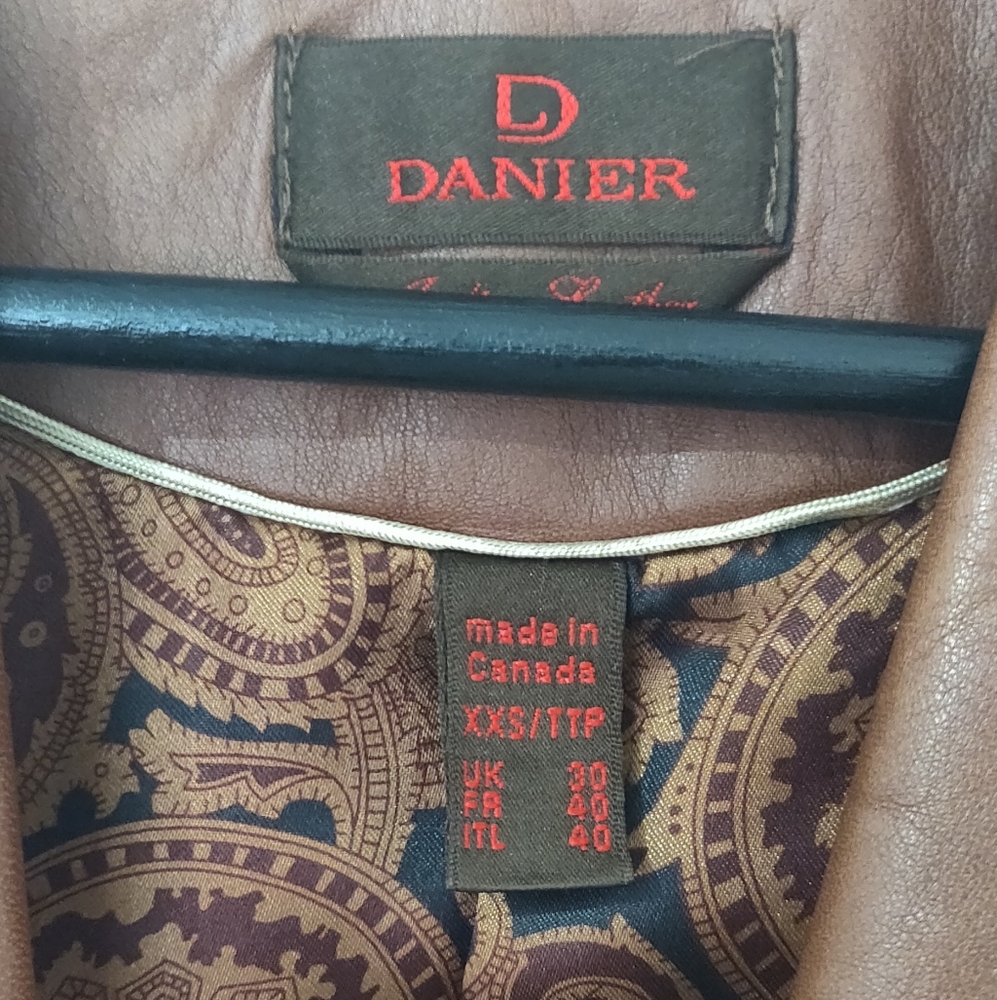 D
DANIER
made in
Canada
XXS/TTP
UK 30
FR 40
ITL 40